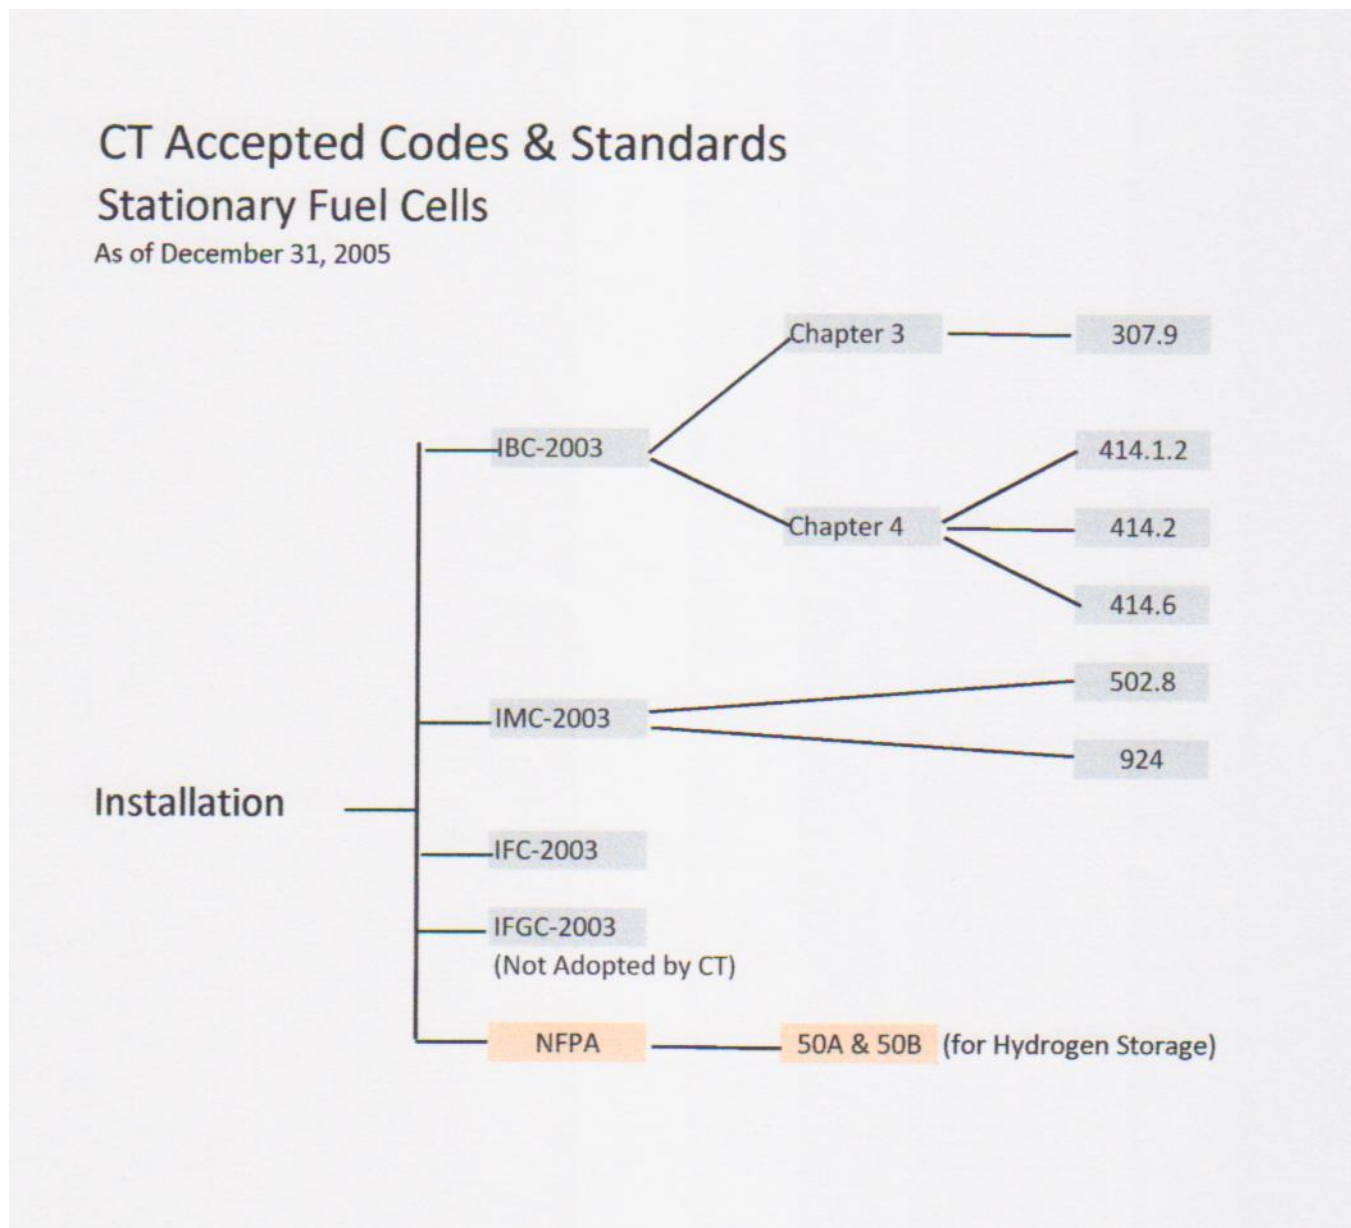 CT Accepted Codes & Standards
Stationary Fuel Cells
As of December 31, 2005
Chapter 3
307.9
IBC-2003
414.1.2
Chapter 4
414.2
414.6
502.8
IMC-2003
924
Installation
IFC-2003
IFGC-2003
(Not Adopted by CT)
NFPA
50A & 50B (for Hydrogen Storage)